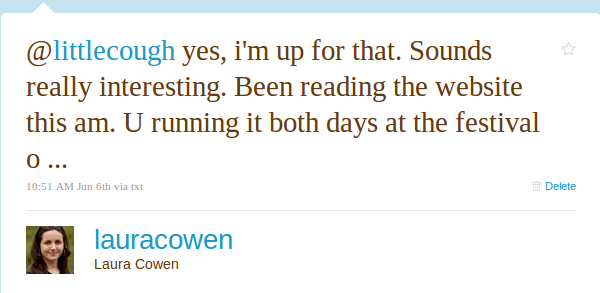 @littlecough yes, i'm up for that. Sounds
really interesting. Been reading the website
this am. U running it both days at the festival
o ...
10:51 AM Jun 6th via txt
Delete
lauracowen
Laura Cowen